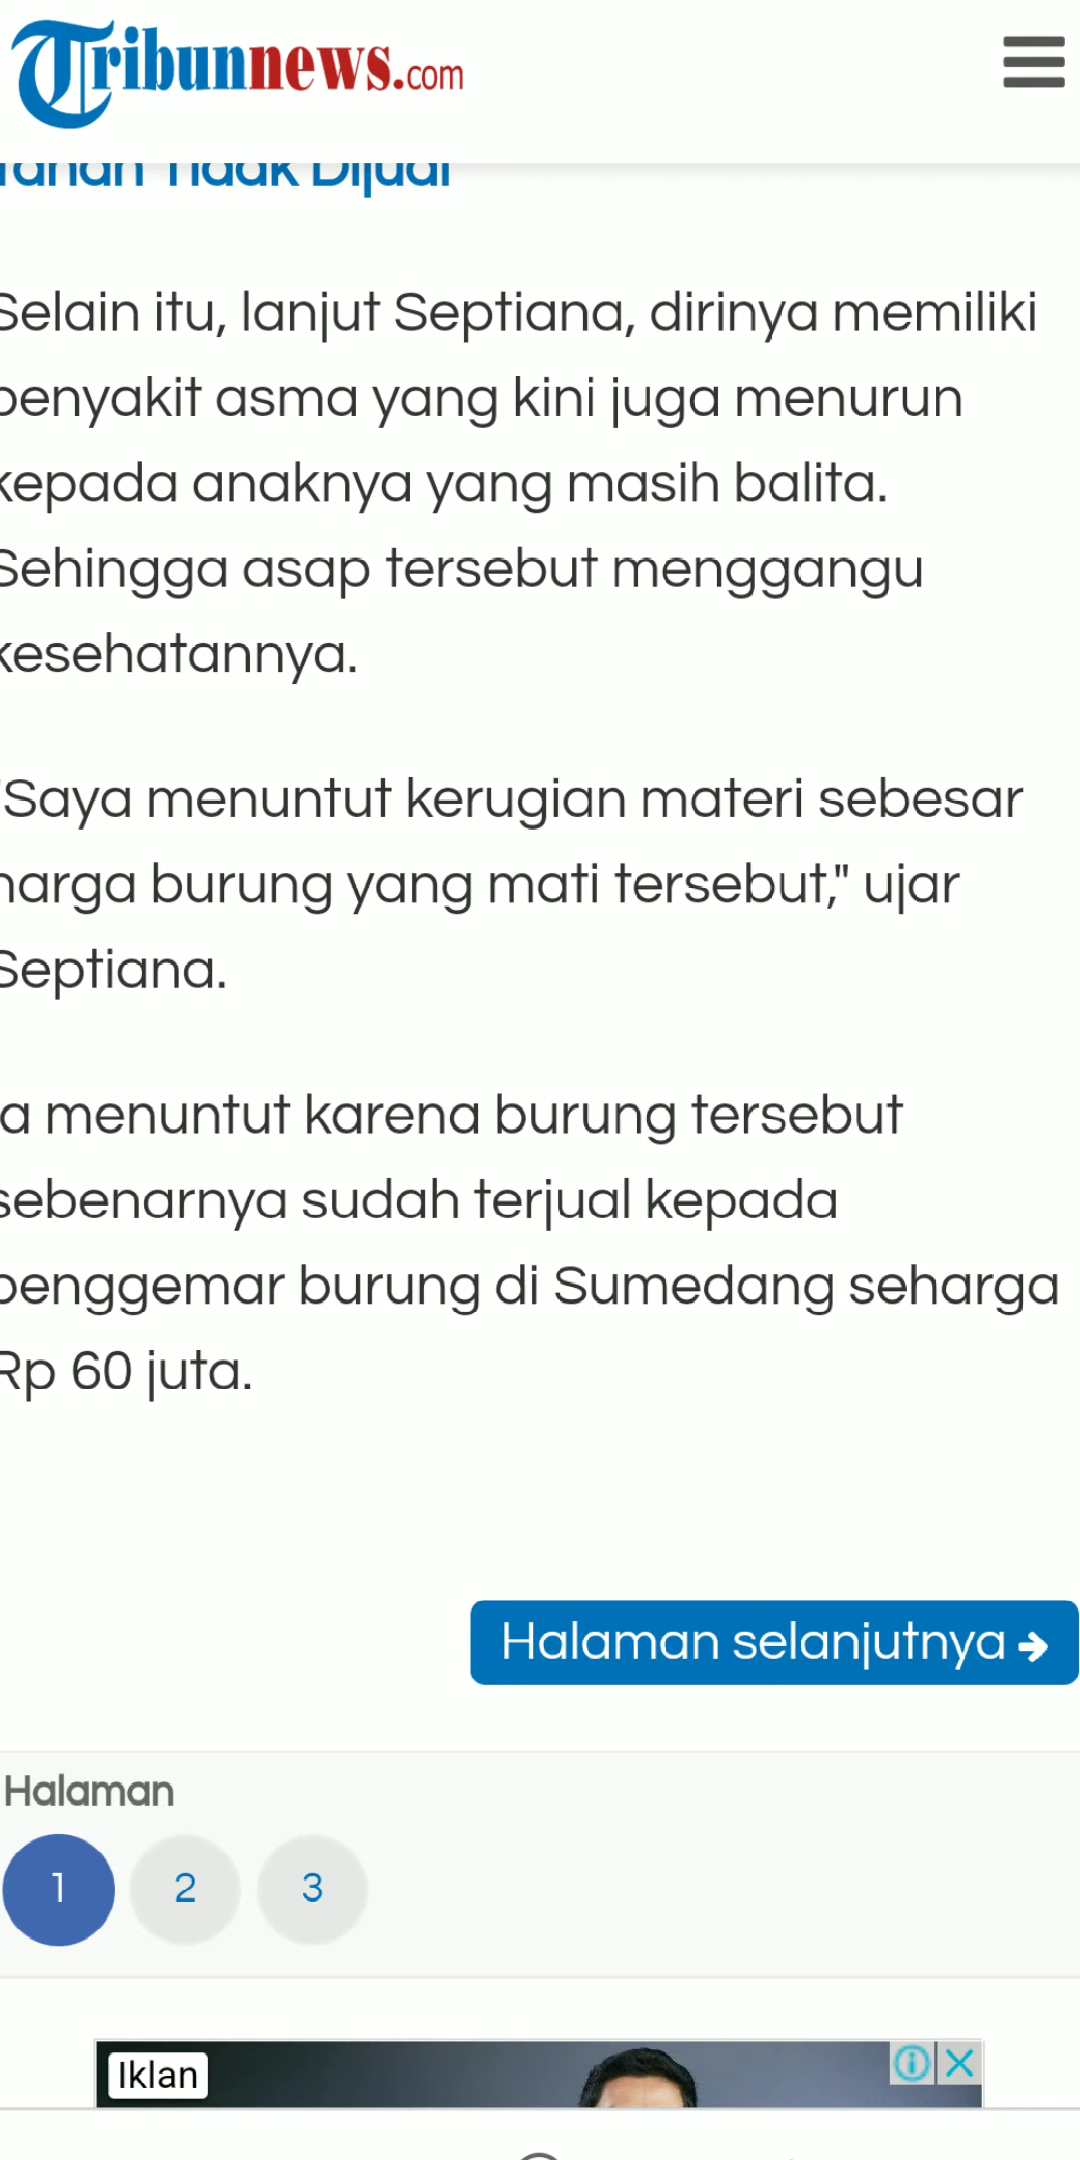 Tribunnews.com
Tidak Dijual
Selain itu, lanjut Septiana, dirinya memiliki
penyakit asma yang kini juga menurun
kepada anaknya yang masih balita.
Sehingga asap tersebut menggangu
kesehatannya.
"Saya menuntut kerugian materi sebesar
harga burung yang mati tersebut," ujar
Septiana.
a menuntut karena burung tersebut
sebenarnya sudah terjual kepada
penggemar burung di Sumedang seharga
Rp 60 juta.
Halaman selanjutnya
Halaman
1
2
3
Iklan